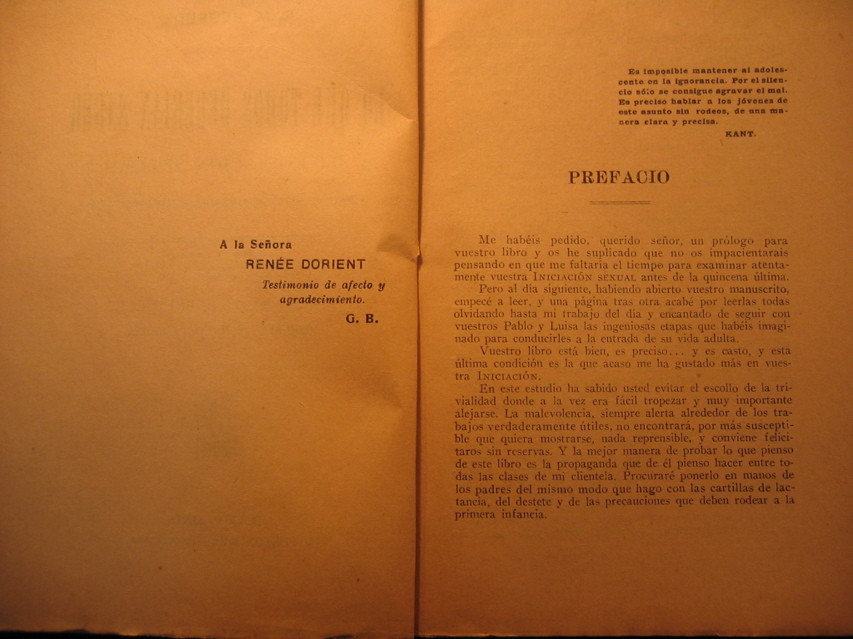 A la Señora
RENÉE DORIENT
Testimonio de afecto y
agradecimiento.
G. B.
Es imposible mantener al adoles-
cente en la ignorancia. Por el silen-
cio sólo se consigue agravar el mal.
Es preciso hablar a los jóvenes de
este asunto sin rodeos, de una ma-
nera clara y precisa.
KANT.
PREFACIO
Me habéis pedido, querido señor, un prólogo para
vuestro libro y os he suplicado que no os impacientarais
pensando en que me faltaria el tiempo para examinar atenta-
mente vuestra INICIACIÓN SEXUAL antes de la quincena última.
Pero al día siguiente, habiendo abierto vuestro manuscrito,
empecé a leer, y una página tras otra acabé por leerlas todas
olvidando hasta mi trabajo del día y encantado de seguir con
vuestros Pablo y Luisa las ingeniosas etapas que habéis imagi-
nado para conducirles a la entrada de su vida adulta.
Vuestro libro está bien, es preciso... y es casto, y esta
última condición es la que acaso me ha gustado más en vues-
tra INICIACIÓN.
En este estudio ha sabido usted evitar el escollo de la tri-
vialidad donde a la vez era fácil tropezar y muy importante
alejarse. La malevolencia, siempre alerta alrededor de los tra-
bajos verdaderamente útiles, no encontrará, por más suscepti-
ble que quiera mostrarse, nada reprensible, y conviene felici-
taros sin reservas. Y la mejor manera de probar lo que pienso
de este libro es la propaganda que de él pienso hacer entre to-
das las clases de mi clientela. Procuraré ponerlo en manos de
los padres del mismo modo que hago con las cartillas de lac-
tancia, del destete y de las precauciones que deben rodear a la
primera infancia.